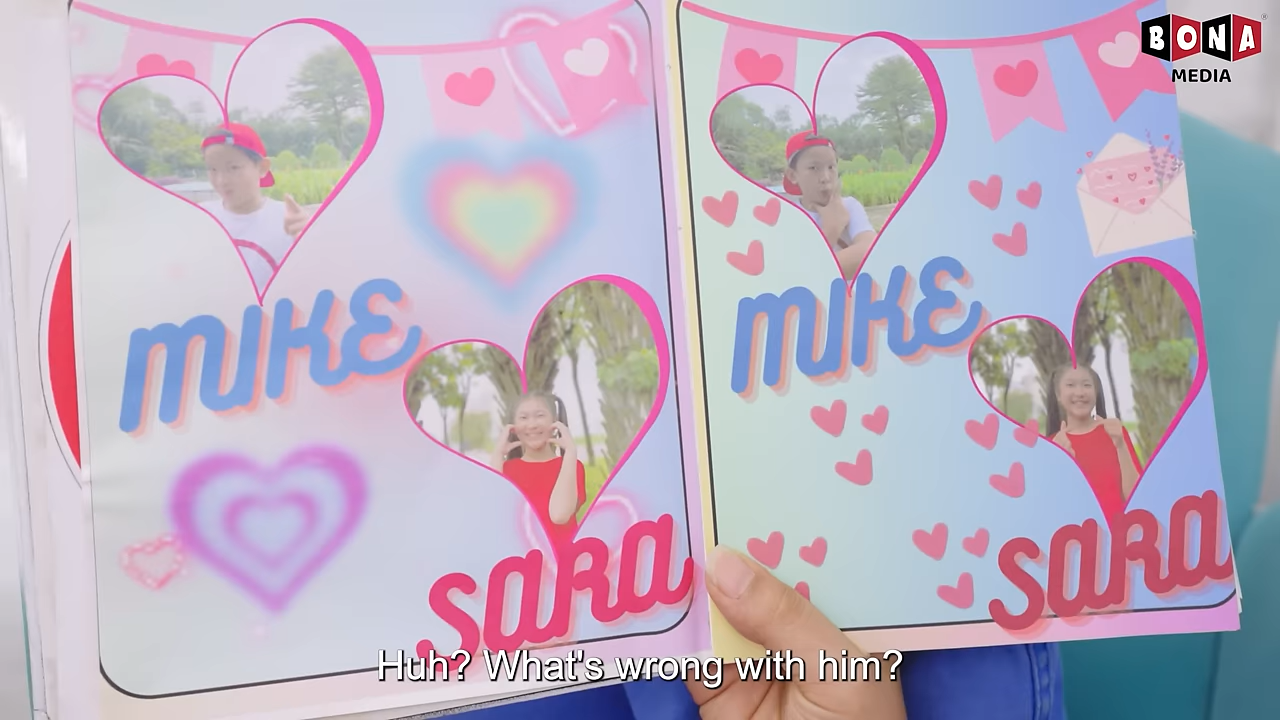 BONA
MEDIA
MIKE
SARA
MIKE
SARA
Huh? What's wrong with him?